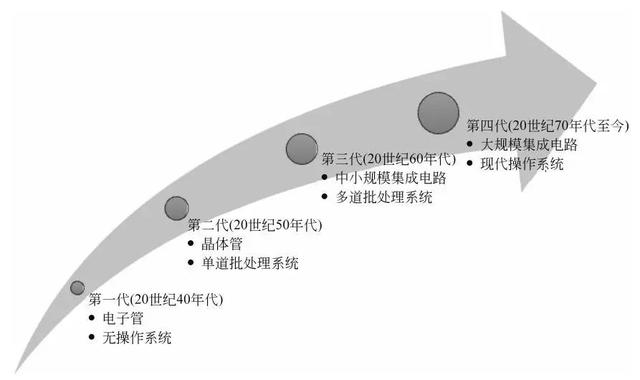 第四代(20世纪70年代至今)
• 大规模集成电路
• 现代操作系统
第三代(20世纪60年代)
• 中小规模集成电路
• 多道批处理系统
第二代(20世纪50年代)
• 晶体管
• 单道批处理系统
第一代(20世纪40年代)
• 电子管
• 无操作系统